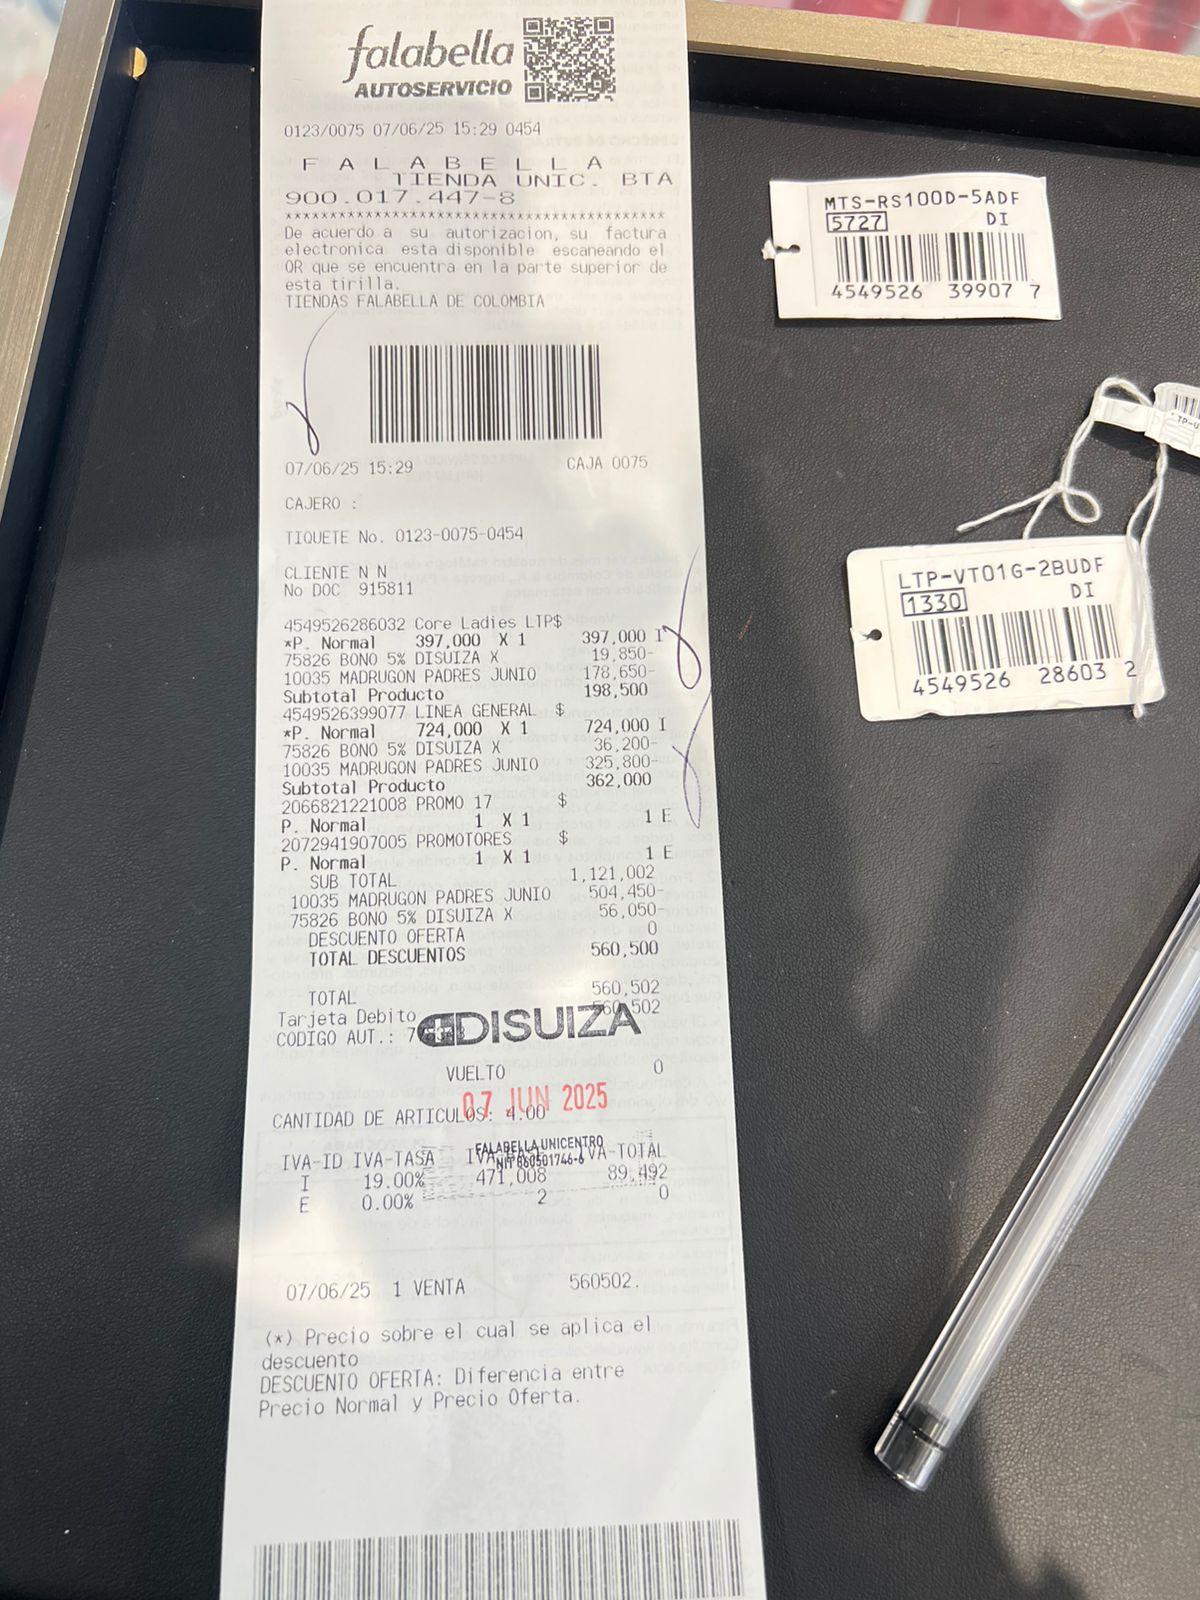 falabella
AUTOSERVICIO
0123/0075 07/06/25 15:29 0454
F A L A B E L L A
TIENDA UNIC. BTA
900.017.447-8
******************************************
De acuerdo a su autorizacion, su factura
electronica esta disponible escaneando el
QR que se encuentra en la parte superior de
esta tirilla.
TIENDAS FALABELLA DE COLOMBIA
07/06/25 15:29 CAJA 0075
CAJERO :
TIQUETE No. 0123-0075-0454
CLIENTE N N
No DOC 915811
4549526286032 Core Ladies LTP$
*P. Normal 397,000 X 1 397,000 I
75826 BONO 5% DISUIZA X 19,850-
10035 MADRUGON PADRES JUNIO 178,650-
Subtotal Producto 198,500
4549526399077 LINEA GENERAL $
*P. Normal 724,000 X 1 724,000 I
75826 BONO 5% DISUIZA X 36,200-
10035 MADRUGON PADRES JUNIO 325,800-
Subtotal Producto 362,000
2066821221008 PROMO 17 $
P. Normal 1 X 1 1 E
2072941907005 PROMOTORES $
P. Normal 1 X 1 1 E
SUB TOTAL 1,121,002
10035 MADRUGON PADRES JUNIO 504,450-
75826 BONO 5% DISUIZA X 56,050-
DESCUENTO OFERTA 0
TOTAL DESCUENTOS 560,500
TOTAL 560,502
Tarjeta Debito 560,502
CODIGO AUT.:
DISUIZA
VUELTO 0
07 JUN 2025
CANTIDAD DE ARTICULOS: 4.00
FALABELLA UNICENTRO
NIT 860501746-6
IVA-ID IVA-TASA IVA-BASE IVA-TOTAL
I 19.00% 471,008 89,492
E 0.00% 2 0
07/06/25 1 VENTA 560502.
(*) Precio sobre el cual se aplica el
descuento
DESCUENTO OFERTA: Diferencia entre
Precio Normal y Precio Oferta.
MTS-RS100D-5ADF
5727 DI
4549526 39907 7
LTP-VT01G-2BUDF
1330 DI
4549526 28603 2